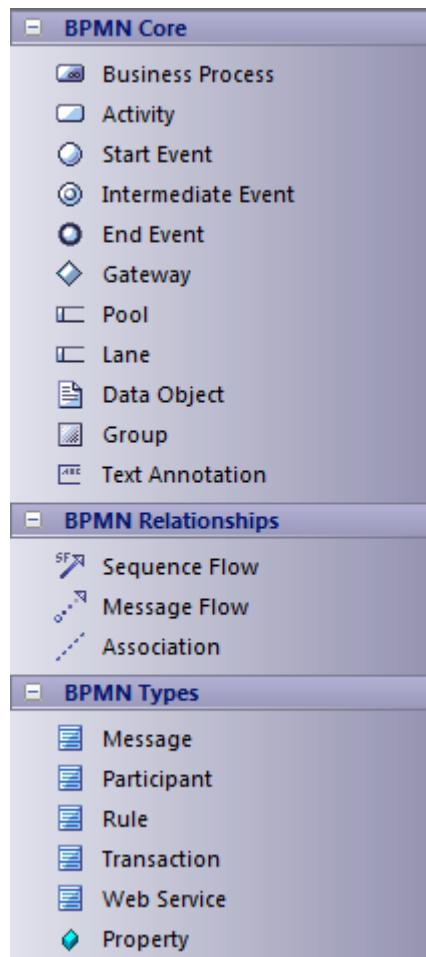 BPMN Core
Business Process
Activity
Start Event
Intermediate Event
End Event
Gateway
Pool
Lane
Data Object
Group
Text Annotation
BPMN Relationships
SF
Sequence Flow
Message Flow
Association
BPMN Types
Message
Participant
Rule
Transaction
Web Service
Property